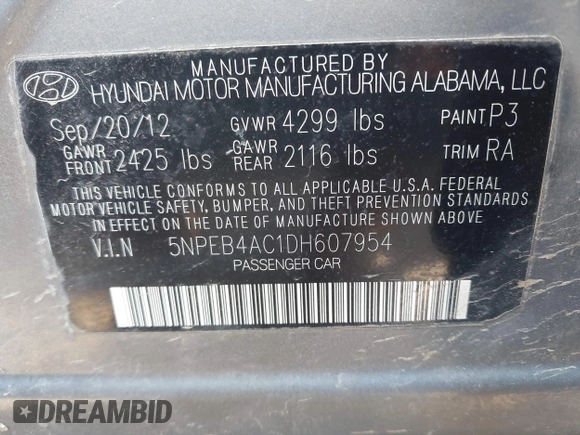 MANUFACTURED BY
HYUNDAI MOTOR MANUFACTURING ALABAMA, LLC
Sep/20/12 GVWR 4299 lbs PAINT P3
GAWR FRONT 2425 lbs GAWR REAR 2116 lbs TRIM RA
THIS VEHICLE CONFORMS TO ALL APPLICABLE U.S.A. FEDERAL
MOTOR VEHICLE SAFETY, BUMPER, AND THEFT PREVENTION STANDARDS
IN EFFECT ON THE DATE OF MANUFACTURE SHOWN ABOVE.
V.I.N 5NPEB4AC1DH607954
PASSENGER CAR
DREAMBID